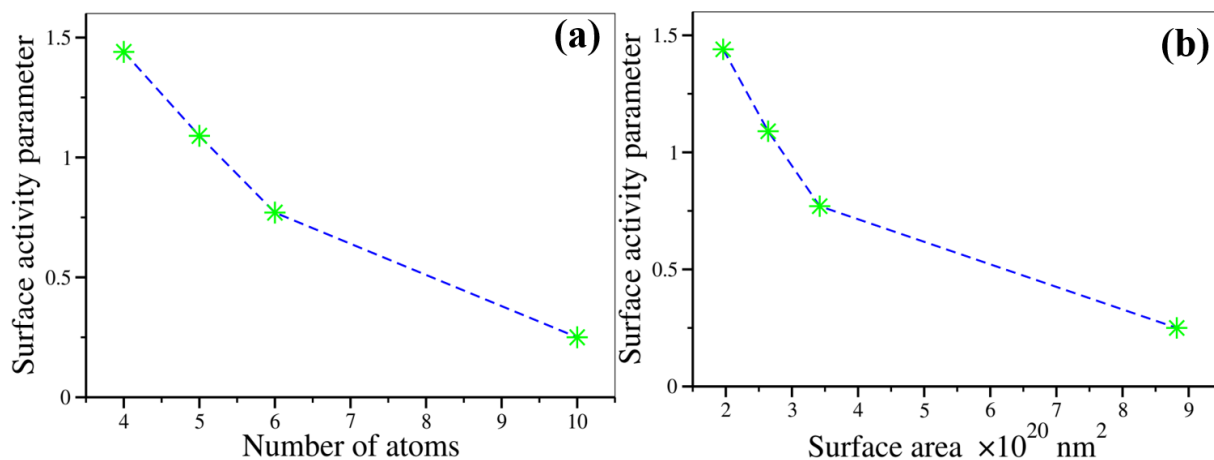 (a)
Surface activity parameter
1.5
1
0.5
0
4 5 6 7 8 9 10
Number of atoms
(b)
Surface activity parameter
1.5
1
0.5
0
2 3 4 5 6 7 8 9
Surface area ×10²⁰ nm²